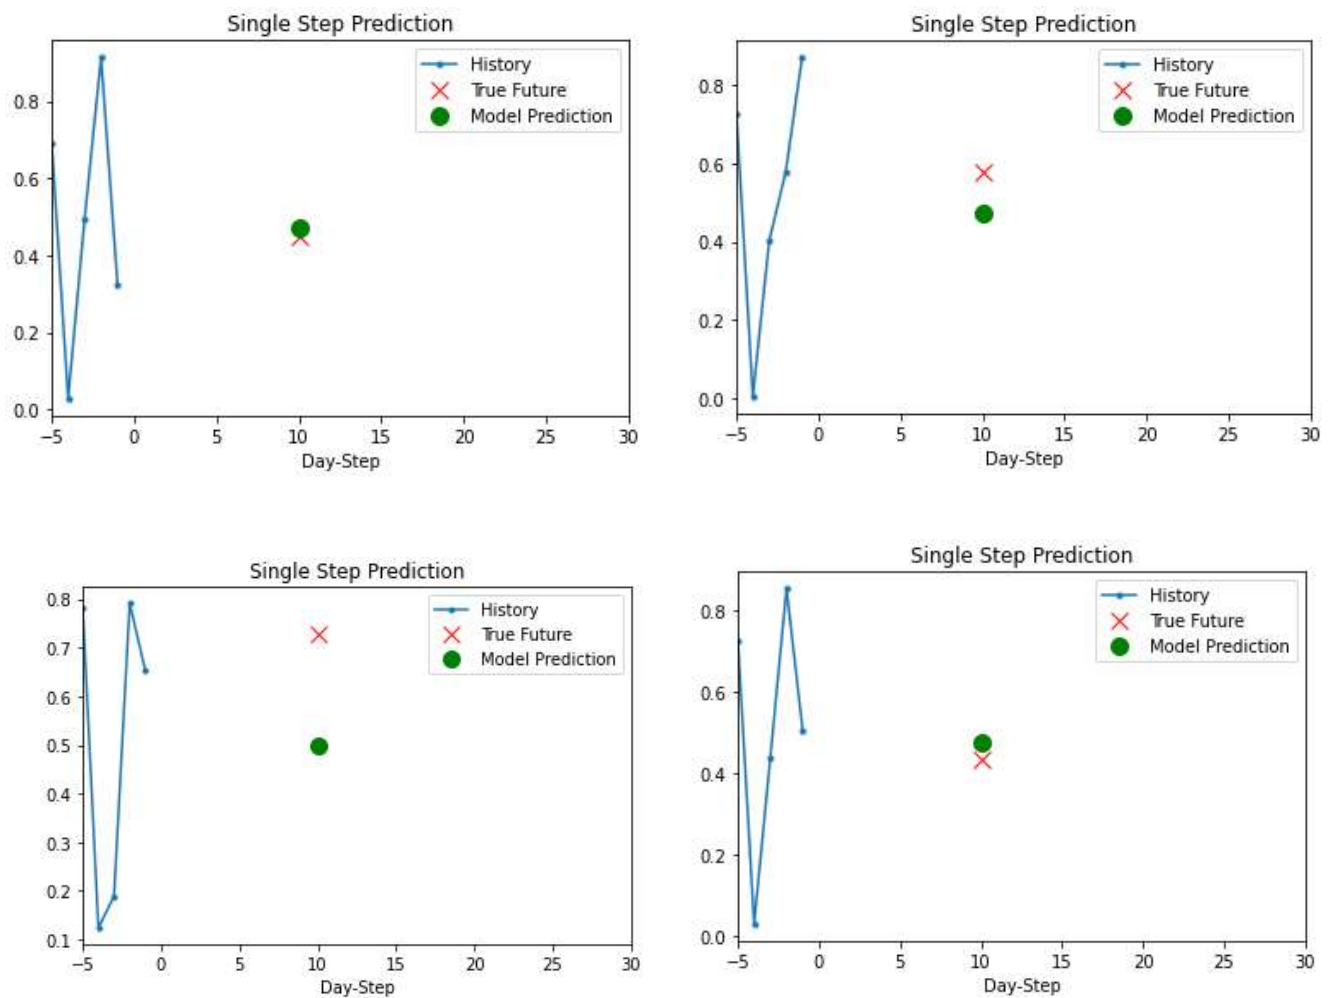 Single Step Prediction
History
True Future
Model Prediction
0.8
0.6
0.4
0.2
0.0
−5 0 5 10 15 20 25 30
Day-Step
Single Step Prediction
History
True Future
Model Prediction
0.8
0.6
0.4
0.2
0.0
−5 0 5 10 15 20 25 30
Day-Step
Single Step Prediction
History
True Future
Model Prediction
0.8
0.7
0.6
0.5
0.4
0.3
0.2
0.1
−5 0 5 10 15 20 25 30
Day-Step
Single Step Prediction
History
True Future
Model Prediction
0.8
0.6
0.4
0.2
0.0
−5 0 5 10 15 20 25 30
Day-Step